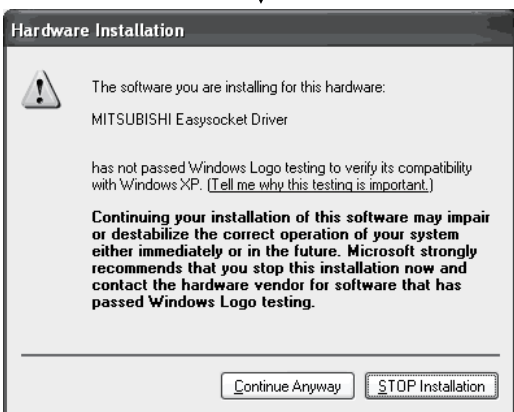 Hardware Installation
The software you are installing for this hardware:
MITSUBISHI Easysocket Driver
has not passed Windows Logo testing to verify its compatibility
with Windows XP. (Tell me why this testing is important.)
Continuing your installation of this software may impair
or destabilize the correct operation of your system
either immediately or in the future. Microsoft strongly
recommends that you stop this installation now and
contact the hardware vendor for software that has
passed Windows Logo testing.
Continue Anyway
STOP Installation